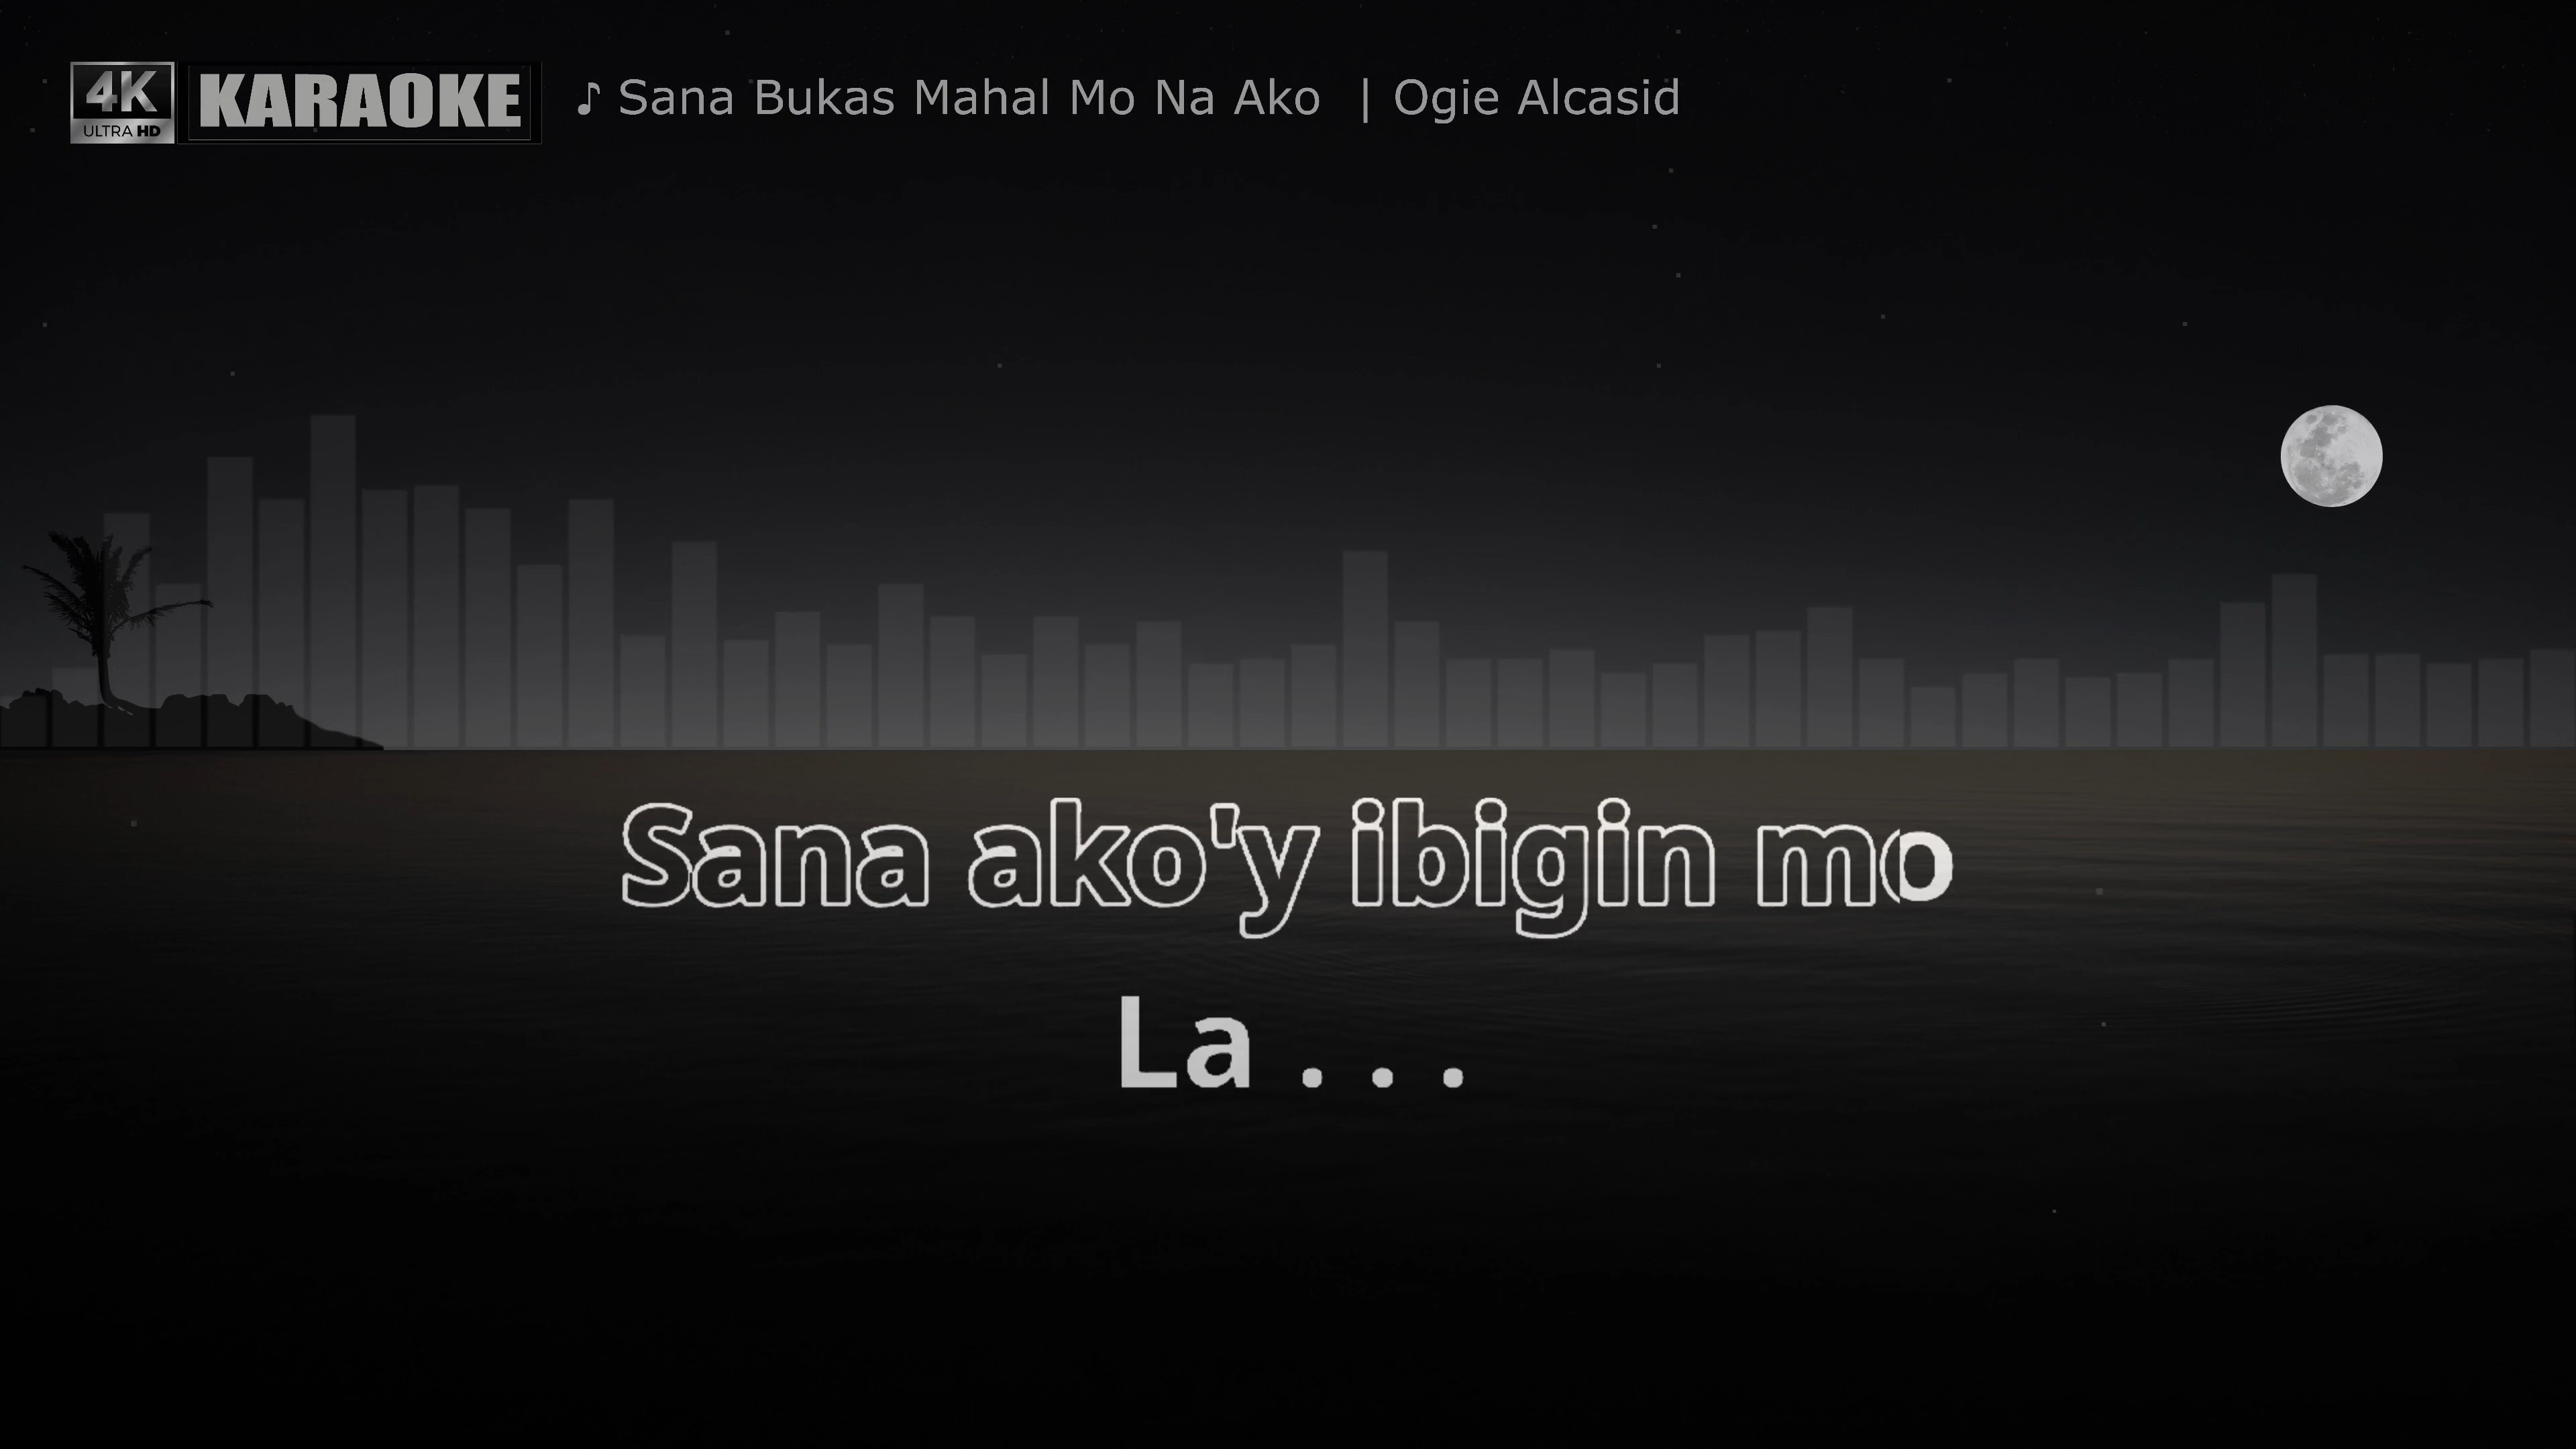 4K ULTRA HD KARAOKE ♪ Sana Bukas Mahal Mo Na Ako | Ogie Alcasid
Sana ako'y ibigin mo
La . . .